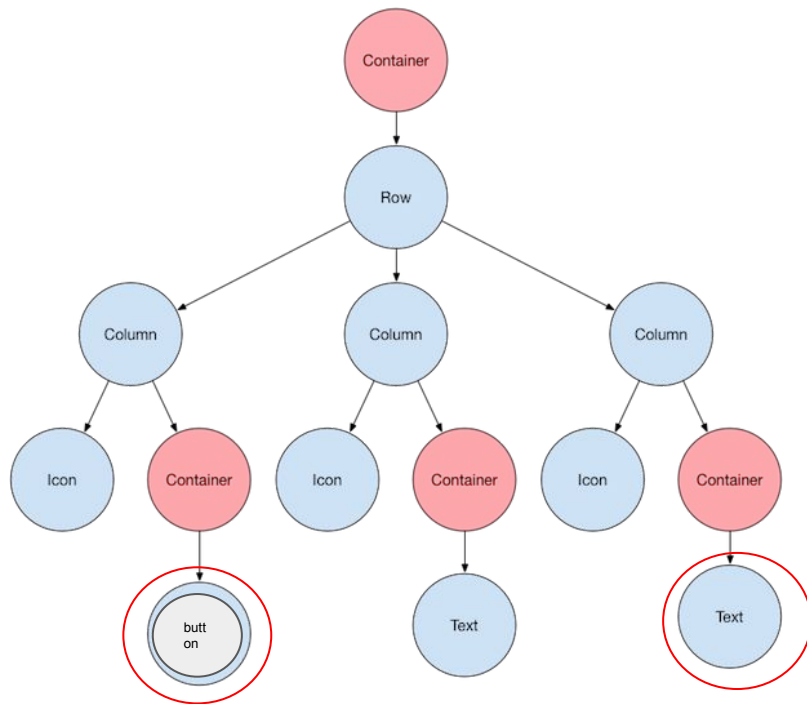 Container
Row
Column
Column
Column
Icon
Container
Icon
Container
Icon
Container
butt
on
Text
Text